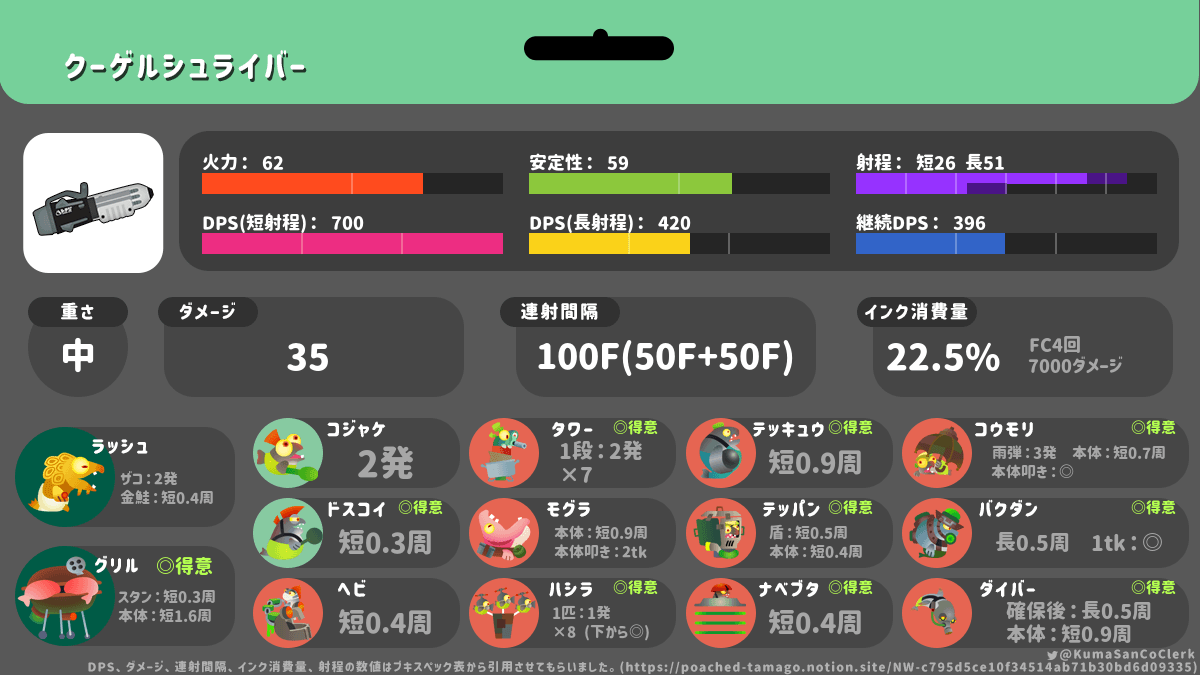 クーゲルシュライバー
火力： 62
安定性： 59
射程： 短26 長51
DPS(短射程)： 700
DPS(長射程)： 420
継続DPS： 396
重さ
中
ダメージ
35
連射間隔
100F(50F+50F)
インク消費量
22.5%
FC4回
7000ダメージ
ラッシュ
ザコ：2発
金鮭：短0.4周
グリル ◎得意
スタン：短0.3周
本体：短1.6周
コジャケ
2発
タワー ◎得意
1段：2発
×7
テッキュウ ◎得意
短0.9周
コウモリ ◎得意
雨弾：3発 本体：短0.7周
本体叩き：◎
ドスコイ ◎得意
短0.3周
モグラ
本体：短0.9周
本体叩き：2tk
テッパン ◎得意
盾：短0.5周
本体：短0.4周
バクダン ◎得意
長0.5周 1tk：◎
ヘビ
短0.4周
ハシラ ◎得意
1匹：1発
×8 (下から◎)
ナベブタ ◎得意
短0.4周
ダイバー ◎得意
確保後：長0.5周
本体：短0.9周
@KumaSanCoClerk
DPS、ダメージ、連射間隔、インク消費量、射程の数値はブキスペック表から引用させてもらいました。(https://poached-tamago.notion.site/NW-c795d5ce10f34514ab71b30bd6d09335)